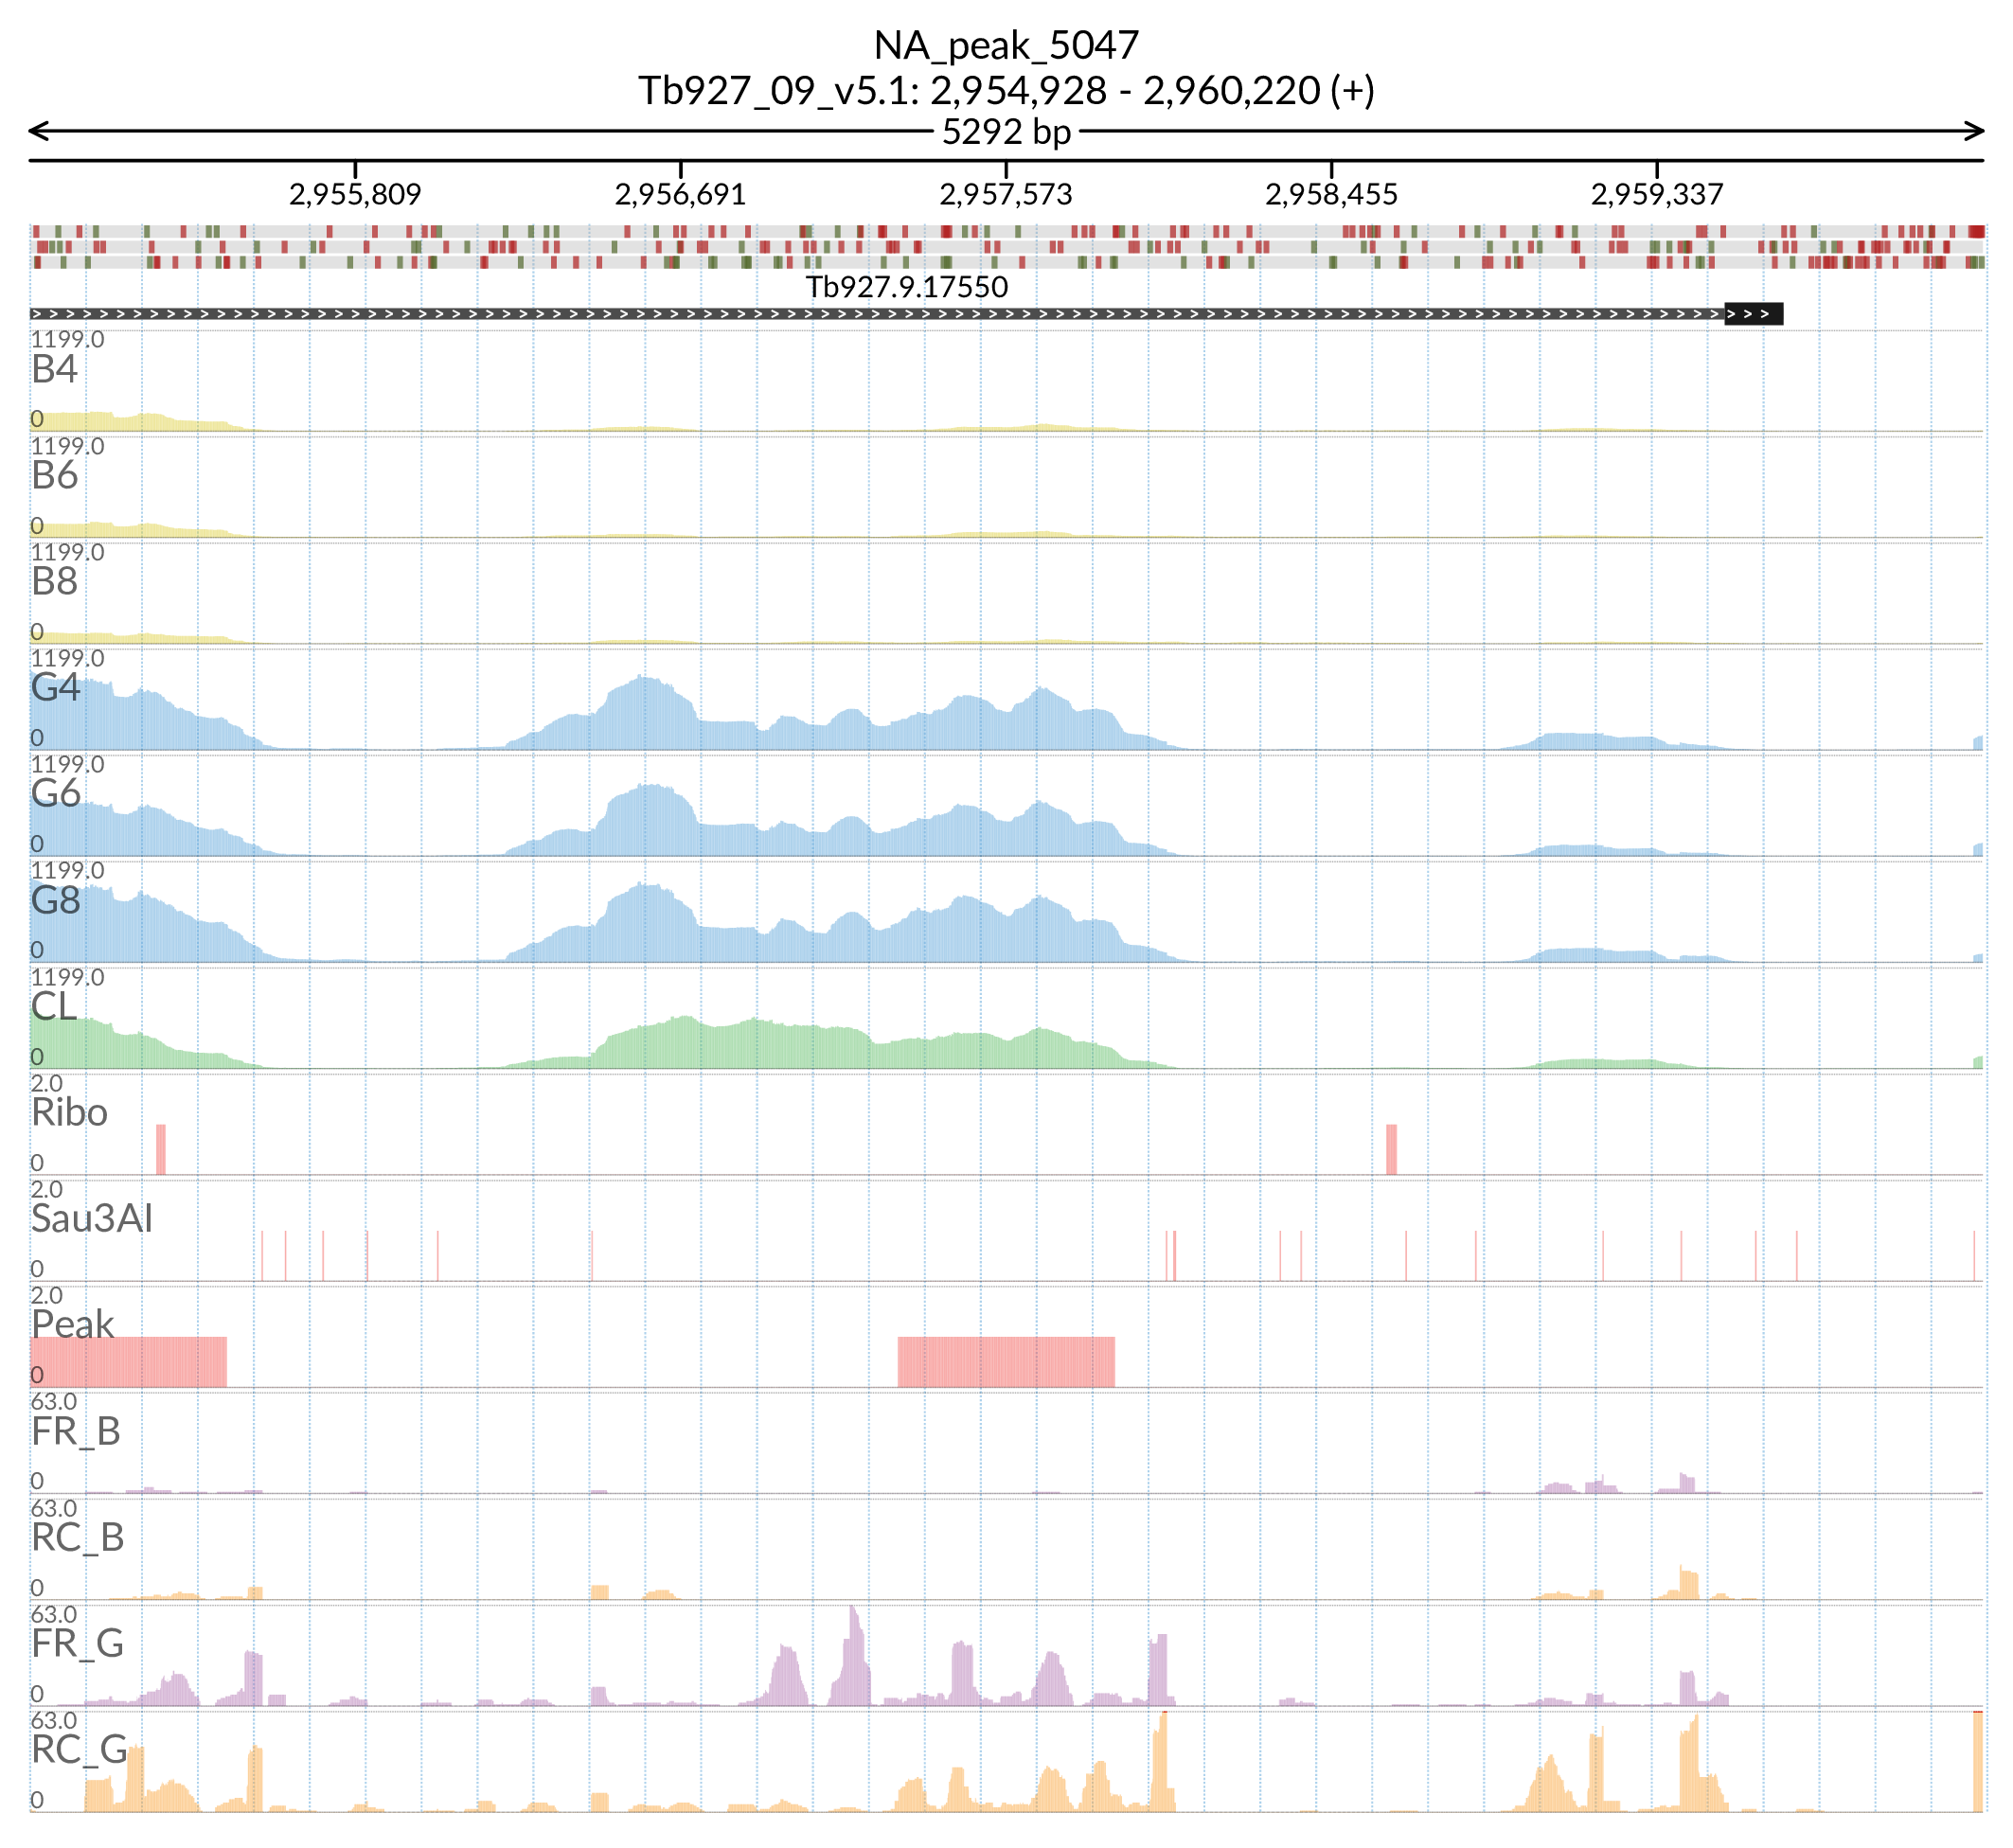 NA_peak_5047
Tb927_09_v5.1: 2,954,928 - 2,960,220 (+)
5292 bp
2,955,809 2,956,691 2,957,573 2,958,455 2,959,337
Tb927.9.17550
1199.0
B4
0
1199.0
B6
0
1199.0
B8
0
1199.0
G4
0
1199.0
G6
0
1199.0
G8
0
1199.0
CL
0
2.0
Ribo
0
2.0
Sau3AI
0
2.0
Peak
0
63.0
FR_B
0
63.0
RC_B
0
63.0
FR_G
0
63.0
RC_G
0